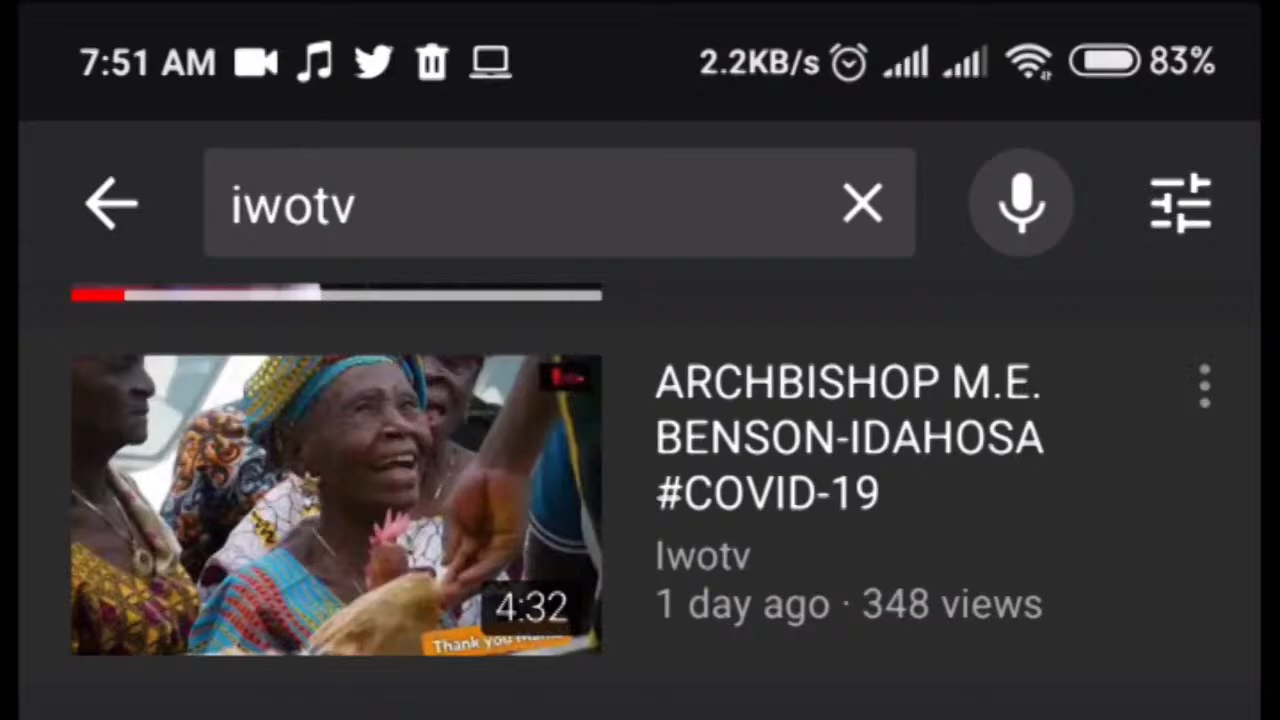 7:51 AM 2.2KB/s 83%
iwotv
ARCHBISHOP M.E.
BENSON-IDAHOSA
#COVID-19
Iwotv
1 day ago · 348 views
4:32
Thank you Mama